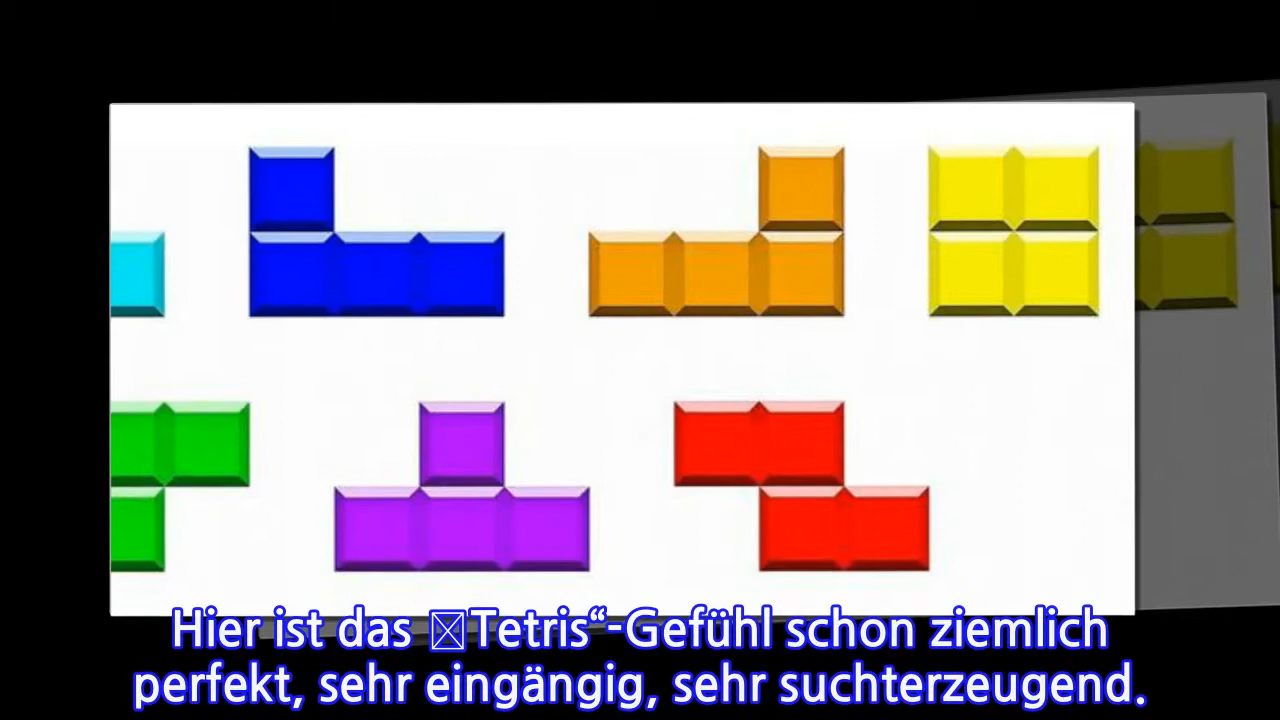 Hier ist das Tetris“-Gefühl schon ziemlich
perfekt, sehr eingängig, sehr suchterzeugend.